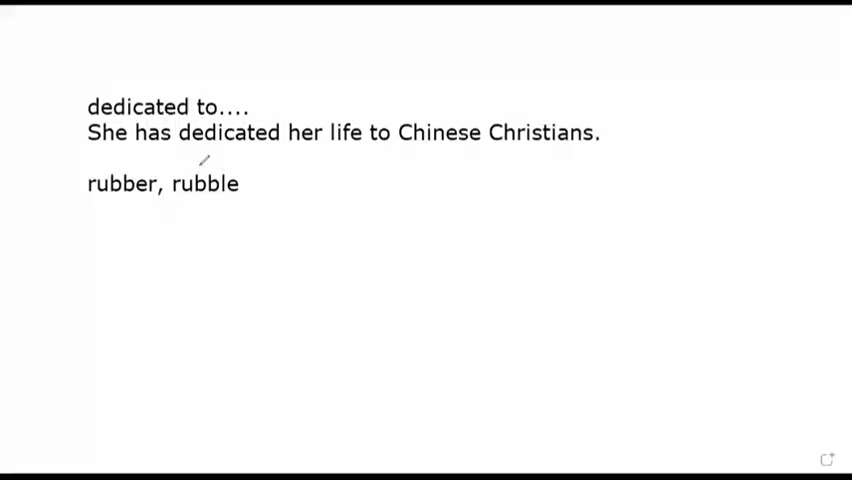 dedicated to....
She has dedicated her life to Chinese Christians.
rubber, rubble